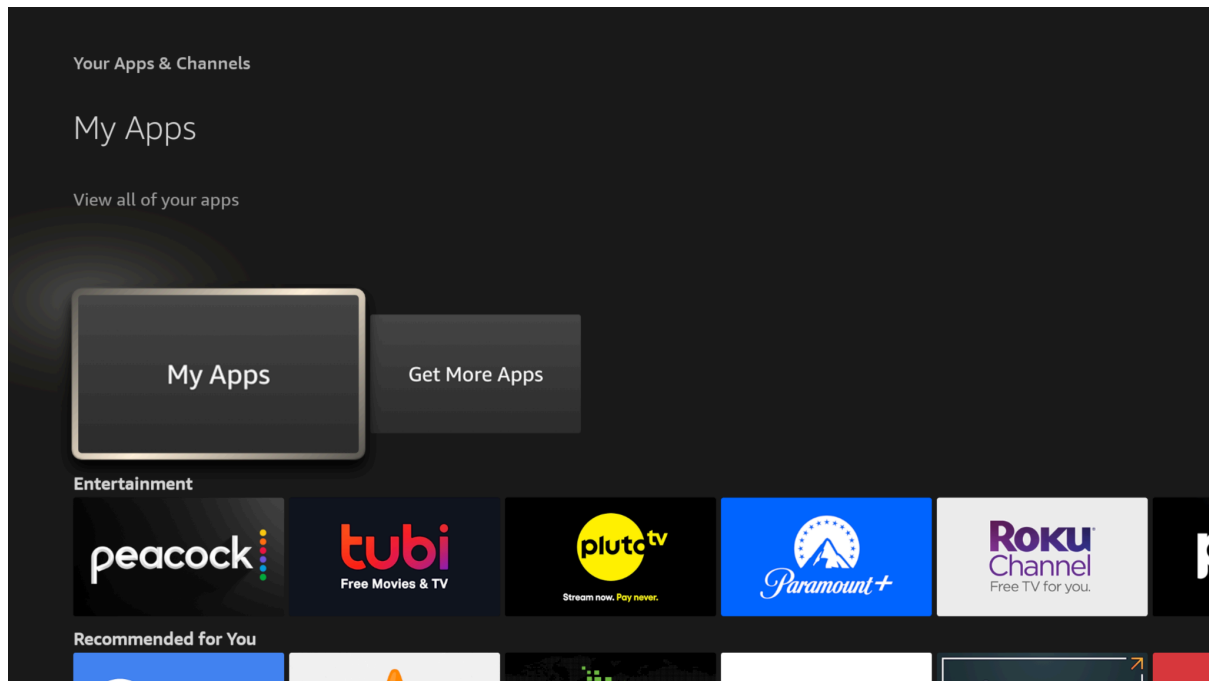 Your Apps & Channels
My Apps
View all of your apps
My Apps
Get More Apps
Entertainment
peacock
tubi
Free Movies & TV
pluto tv
Stream now. Pay never.
Paramount+
Roku
Channel
Free TV for you.
Recommended for You